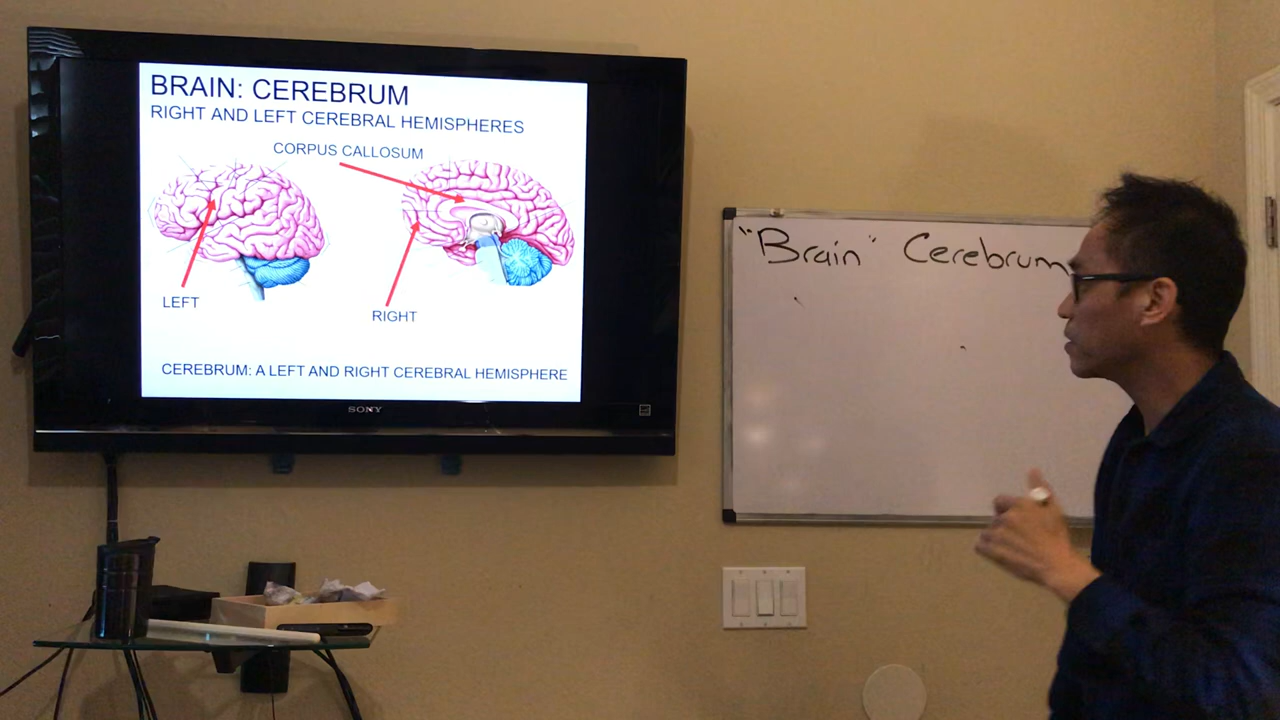 BRAIN: CEREBRUM
RIGHT AND LEFT CEREBRAL HEMISPHERES
CORPUS CALLOSUM
LEFT
RIGHT
CEREBRUM: A LEFT AND RIGHT CEREBRAL HEMISPHERE
SONY
"Brain" Cerebrum